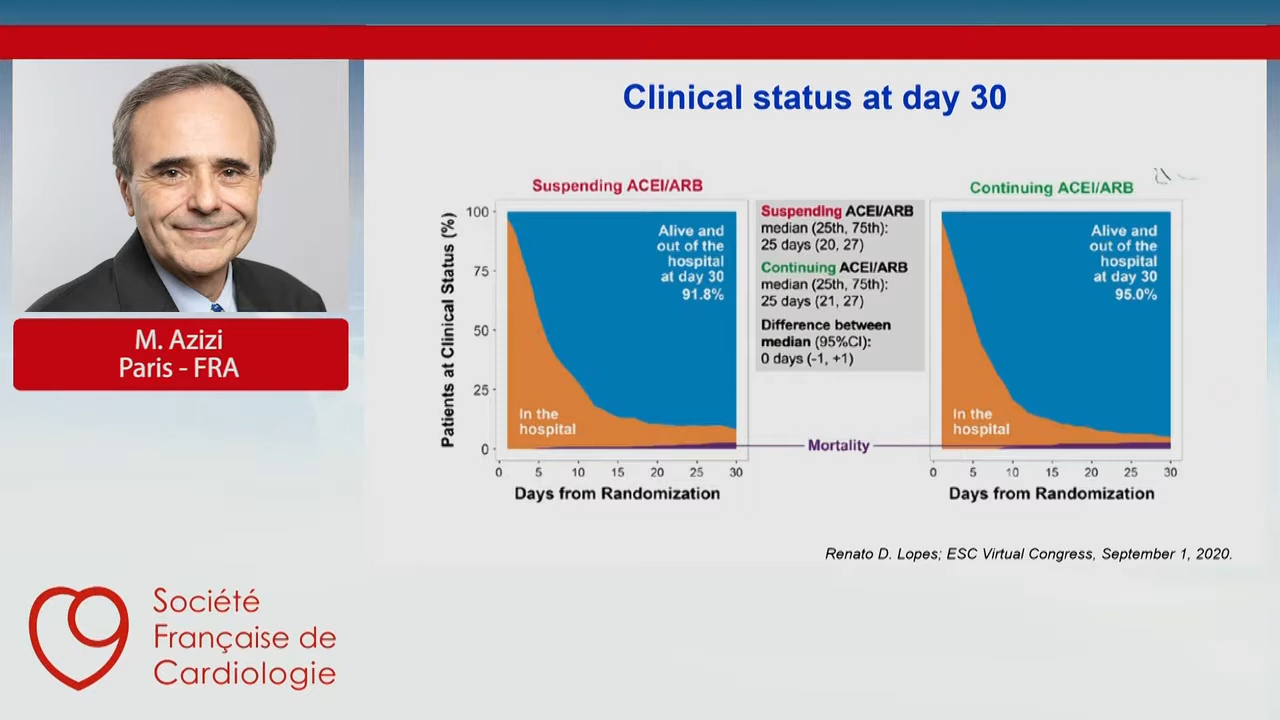 Clinical status at day 30
M. Azizi
Paris - FRA
Suspending ACEI/ARB
Patients at Clinical Status (%)
100
75
50
25
0
Alive and
out of the
hospital
at day 30
91.8%
In the
hospital
0 5 10 15 20 25 30
Days from Randomization
Suspending ACEI/ARB
median (25th, 75th):
25 days (20, 27)
Continuing ACEI/ARB
median (25th, 75th):
25 days (21, 27)
Difference between
median (95%CI):
0 days (-1, +1)
Mortality
Continuing ACEI/ARB
Alive and
out of the
hospital
at day 30
95.0%
In the
hospital
0 5 10 15 20 25 30
Days from Randomization
Renato D. Lopes; ESC Virtual Congress, September 1, 2020.
Société
Française de
Cardiologie